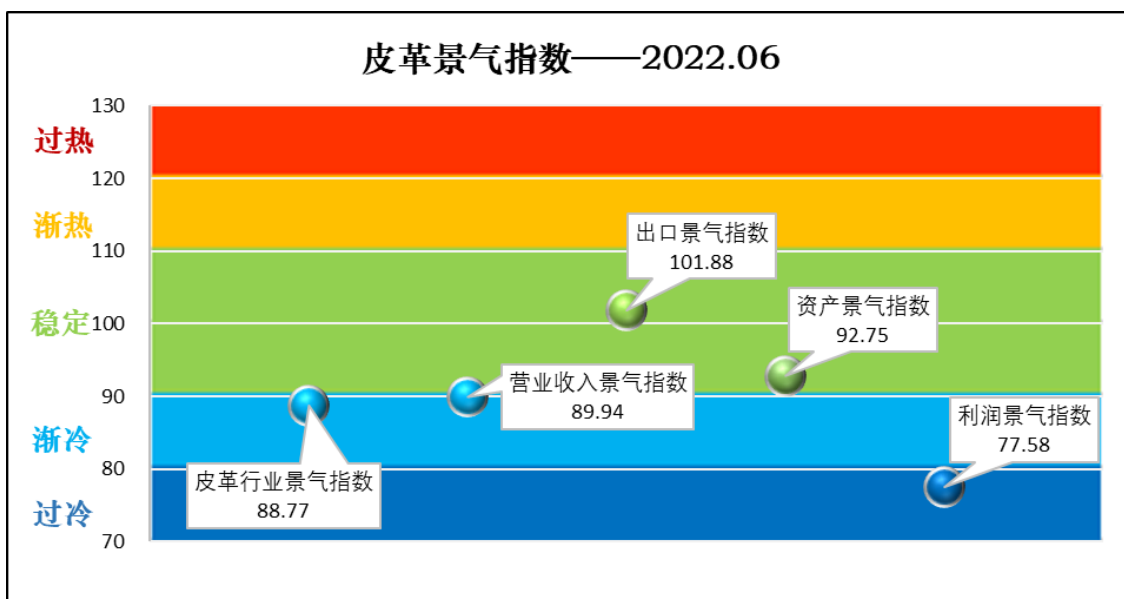 皮革景气指数——2022.06
130
过热
120
渐热
110
出口景气指数
101.88
稳定
100
资产景气指数
92.75
90
营业收入景气指数
89.94
渐冷
利润景气指数
77.58
80
皮革行业景气指数
88.77
过冷
70